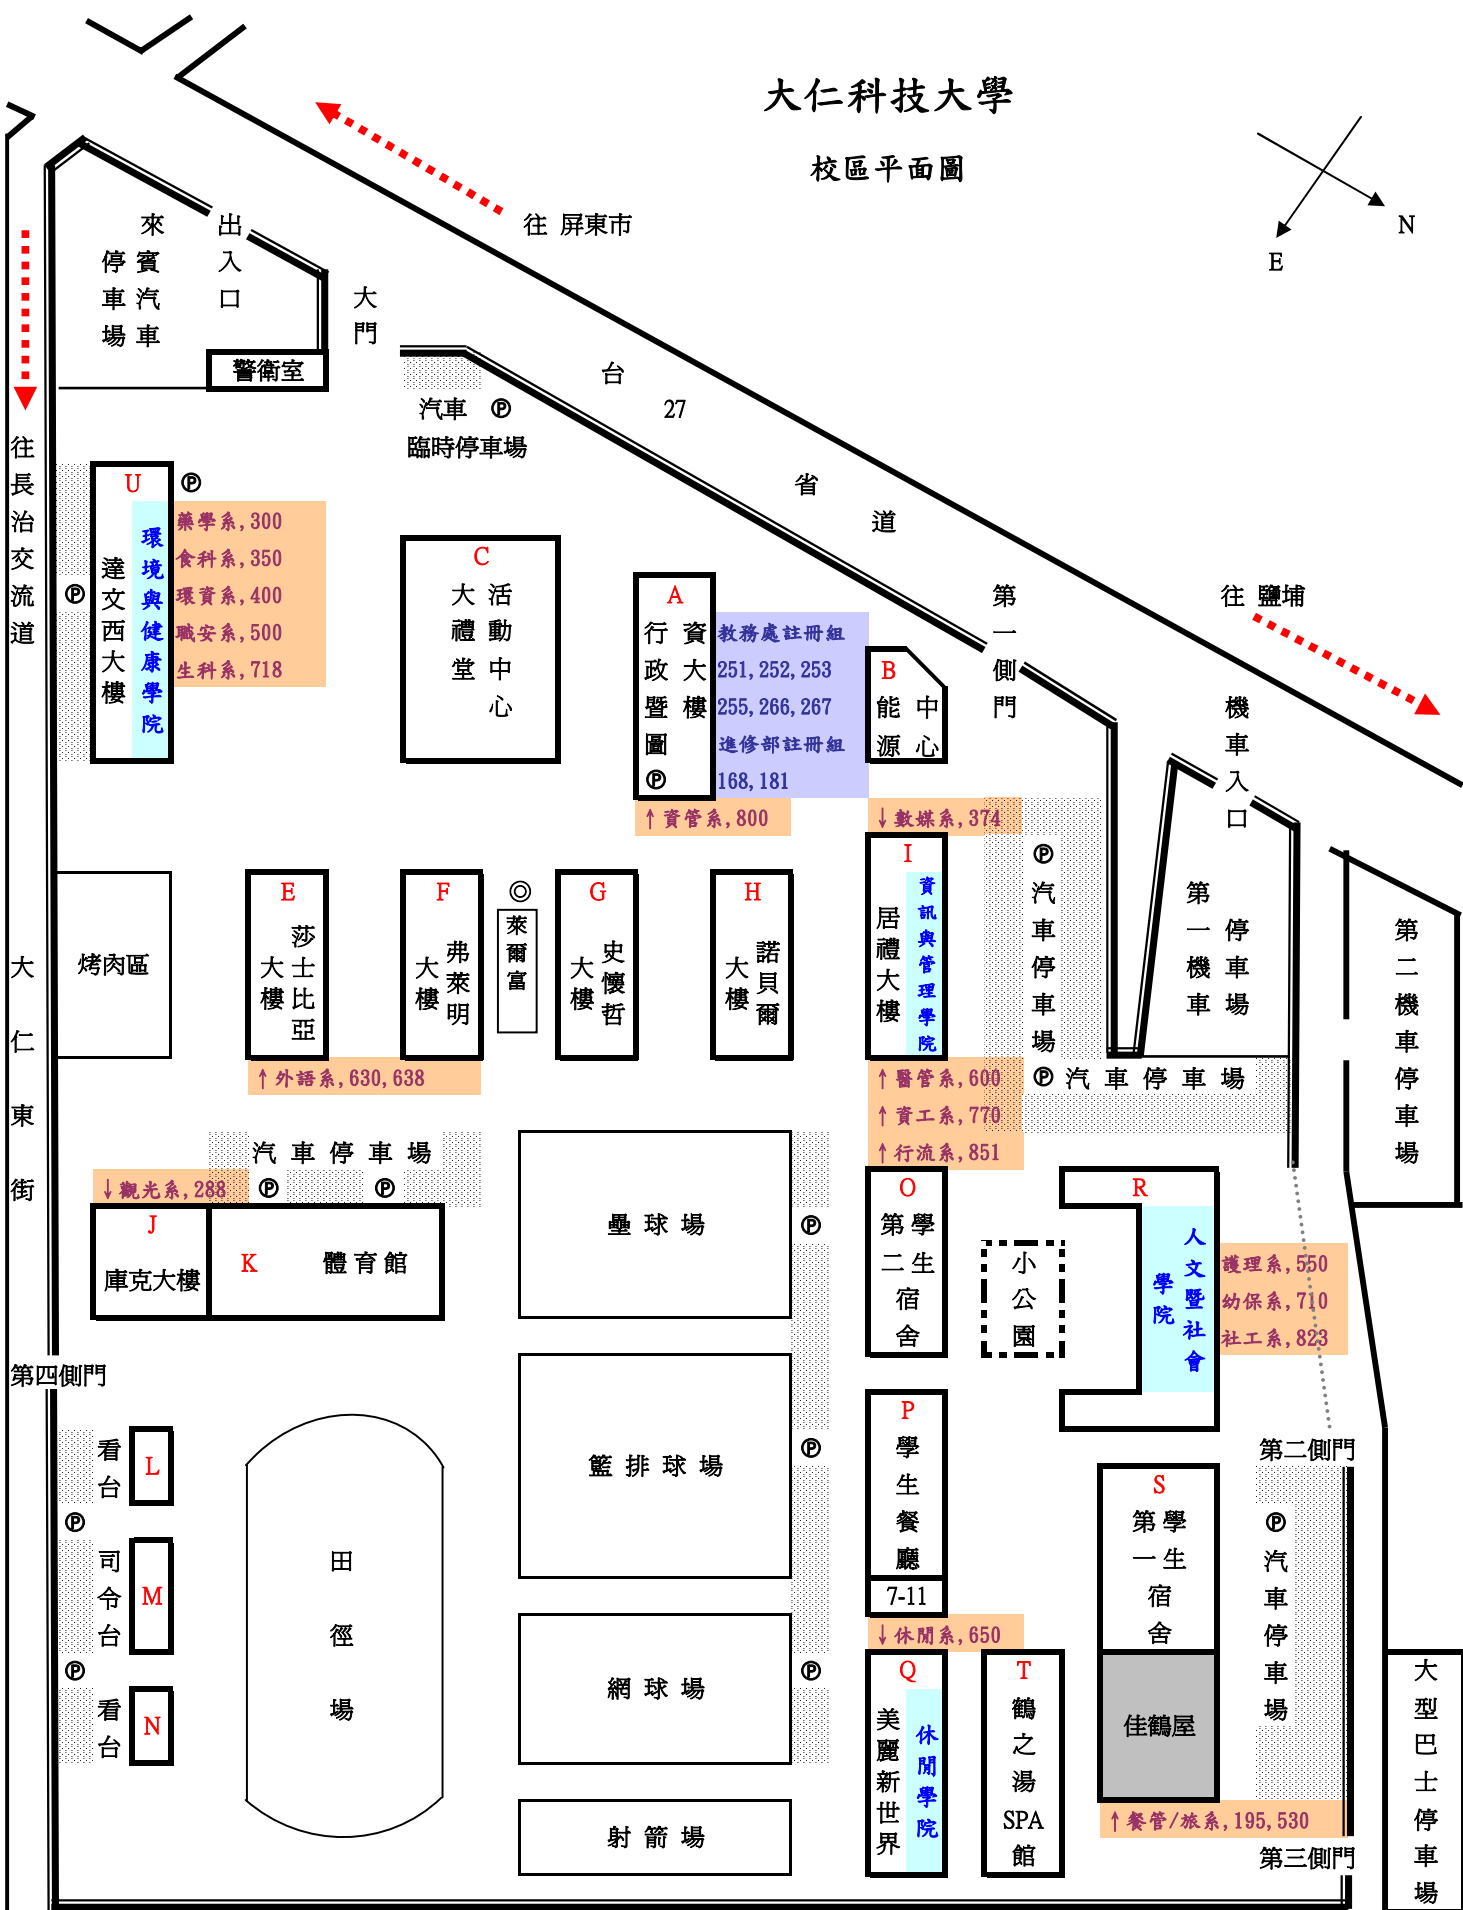 大仁科技大學
校區平面圖
N
E
往 屏東市
來賓汽車
停車場
出入口
大門
警衛室
汽車 Ⓟ
臨時停車場
台
27
省
道
往長治交流道
大仁東街
U
Ⓟ
達文西大樓
環境與健康學院
藥學系,300
食科系,350
環資系,400
職安系,500
生科系,718
Ⓟ
C
活動中心
大禮堂
A
行政暨圖
資大樓
Ⓟ
教務處註冊組
251,252,253
255,266,267
進修部註冊組
168,181
↑資管系,800
B
能源
中心
第一側門
往 鹽埔
機車入口
↓數媒系,374
I
居禮大樓
資訊與管理學院
Ⓟ
汽車停車場
第一機車
停車場
第二機車停車場
烤肉區
E
莎士比亞
大樓
F
弗萊明
大樓
◎
萊爾富
G
史懷哲
大樓
H
諾貝爾
大樓
↑外語系,630,638
↑醫管系,600
↑資工系,770
↑行流系,851
Ⓟ 汽車停車場
汽車停車場
Ⓟ
Ⓟ
↓觀光系,288
J
庫克大樓
K
體育館
壘球場
Ⓟ
O
第二
學生
宿舍
小公園
R
人文暨社會
學院
護理系,550
幼保系,710
社工系,823
第四側門
籃排球場
Ⓟ
P
學生餐廳
7-11
第二側門
看台
L
Ⓟ
司令台
M
Ⓟ
看台
N
田徑場
S
第一
學生
宿舍
Ⓟ
汽車停車場
↓休閒系,650
網球場
Ⓟ
Q
美麗新世界
休閒學院
T
鶴之湯
SPA
館
佳鶴屋
↑餐管/旅系,195,530
射箭場
第三側門
大型巴士停車場